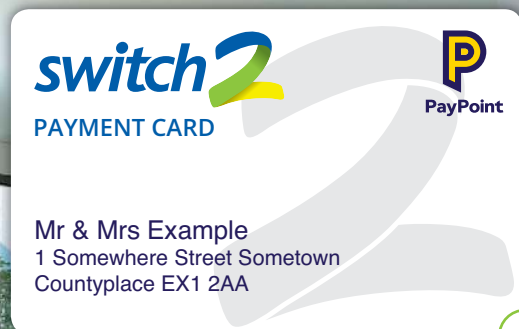 switch2
PayPoint
PAYMENT CARD
Mr & Mrs Example
1 Somewhere Street Sometown
Countyplace EX1 2AA